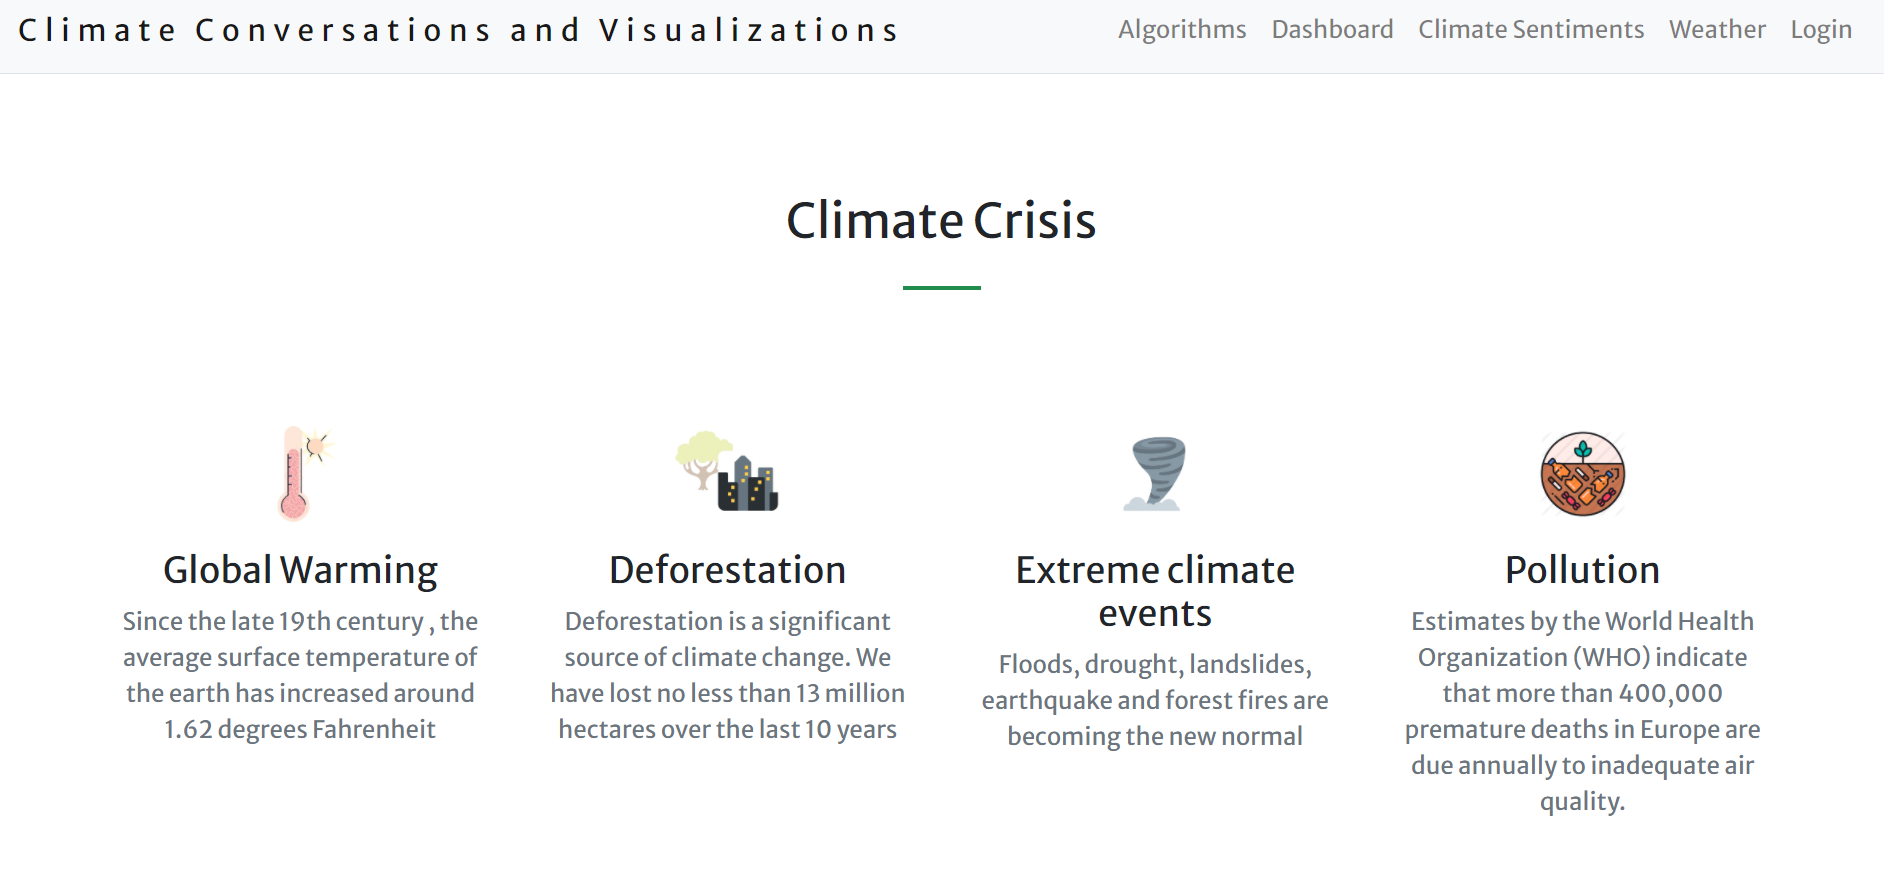 Climate Conversations and Visualizations
Algorithms Dashboard Climate Sentiments Weather Login
Climate Crisis
Global Warming
Since the late 19th century , the
average surface temperature of
the earth has increased around
1.62 degrees Fahrenheit
Deforestation
Deforestation is a significant
source of climate change. We
have lost no less than 13 million
hectares over the last 10 years
Extreme climate
events
Floods, drought, landslides,
earthquake and forest fires are
becoming the new normal
Pollution
Estimates by the World Health
Organization (WHO) indicate
that more than 400,000
premature deaths in Europe are
due annually to inadequate air
quality.